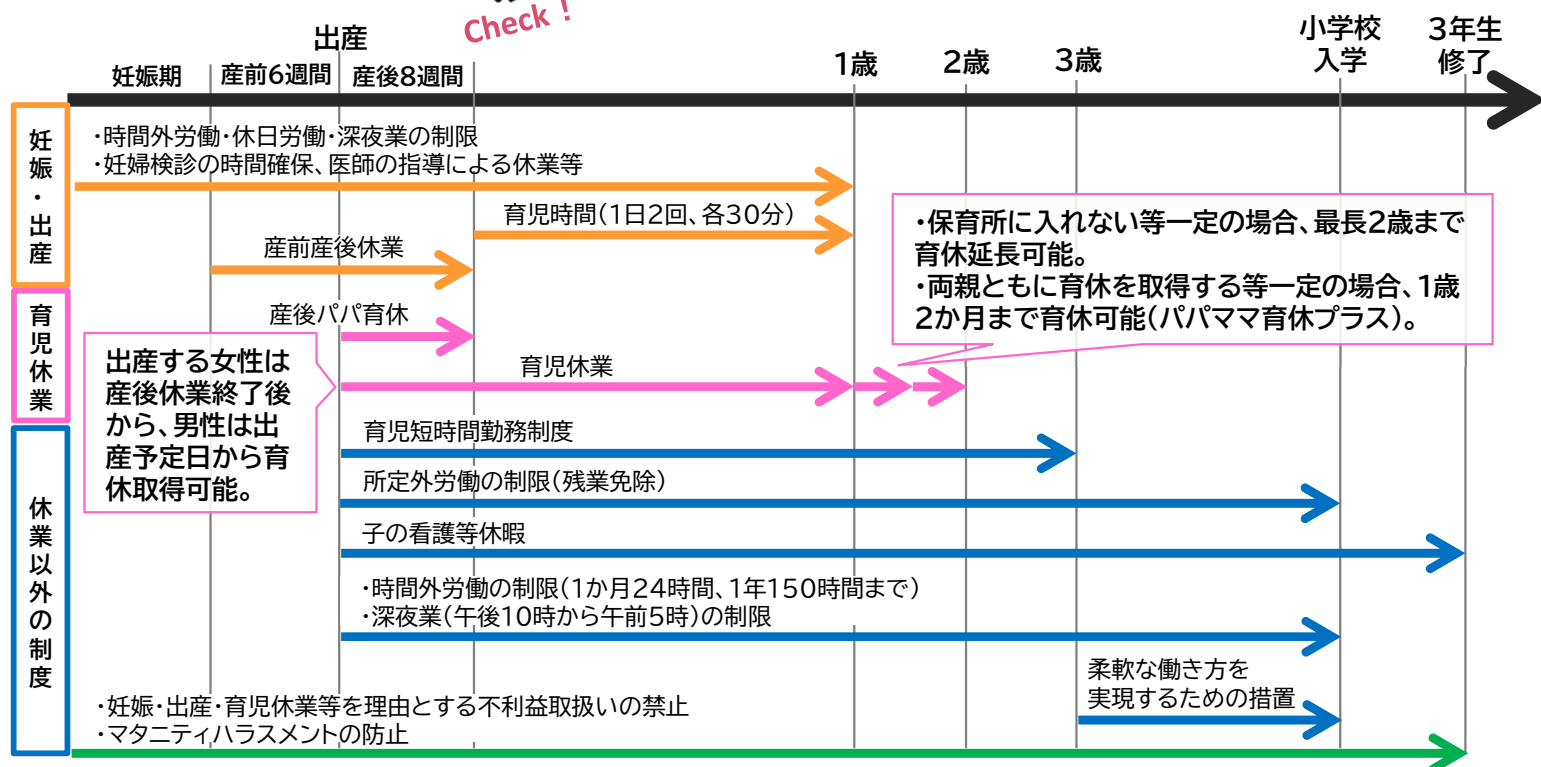 Check！
出産
小学校
入学
3年生
修了
1歳
2歳
3歳
妊娠期
産前6週間
産後8週間
妊娠・出産
・時間外労働・休日労働・深夜業の制限
・妊婦検診の時間確保、医師の指導による休業等
育児時間（1日2回、各30分）
産前産後休業
・保育所に入れない等一定の場合、最長2歳まで
育休延長可能。
・両親ともに育休を取得する等一定の場合、1歳
2か月まで育休可能（パパママ育休プラス）。
育児休業
産後パパ育休
出産する女性は
産後休業終了後
から、男性は出
産予定日から育
休取得可能。
育児休業
休業以外の制度
育児短時間勤務制度
所定外労働の制限（残業免除）
子の看護等休暇
・時間外労働の制限（1か月24時間、1年150時間まで）
・深夜業（午後10時から午前5時）の制限
柔軟な働き方を
実現するための措置
・妊娠・出産・育児休業等を理由とする不利益取扱いの禁止
・マタニティハラスメントの防止